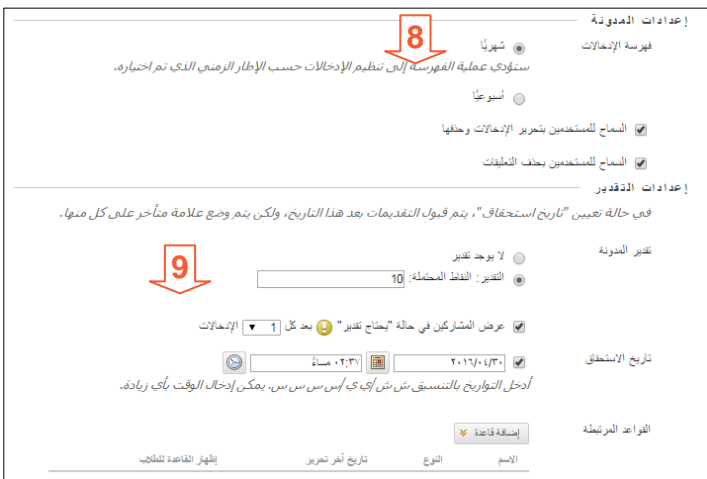 إعدادات المدونة
فهرسة الإدخالات
شهريًا
8
ستؤدي عملية الفهرسة إلى تنظيم الإدخالات حسب الإطار الزمني الذي تم اختياره.
أسبوعيًا
السماح للمستخدمين بتحرير الإدخالات وحذفها
السماح للمستخدمين بحذف التعليقات
إعدادات التقدير
في حالة تعيين "تاريخ استحقاق"، يتم قبول التقديمات بعد هذا التاريخ، ولكن يتم وضع علامة متأخر على كل منها.
تقدير المدونة
لا يوجد تقدير
9
التقدير: النقاط المحتملة: 10
عرض المشاركين في حالة "يحتاج تقدير" بعد كل 1 الإدخالات
تاريخ الاستحقاق
٢٠١٦/٠٤/٣٠ ٠٢:٣٧ مساءً
أدخل التواريخ بالتنسيق ش ش/ي ي/س س س س. يمكن إدخال الوقت بأي زيادة.
القواعد المرتبطة
إضافة قاعدة
الاسم النوع تاريخ آخر تحرير إظهار القاعدة للطلاب